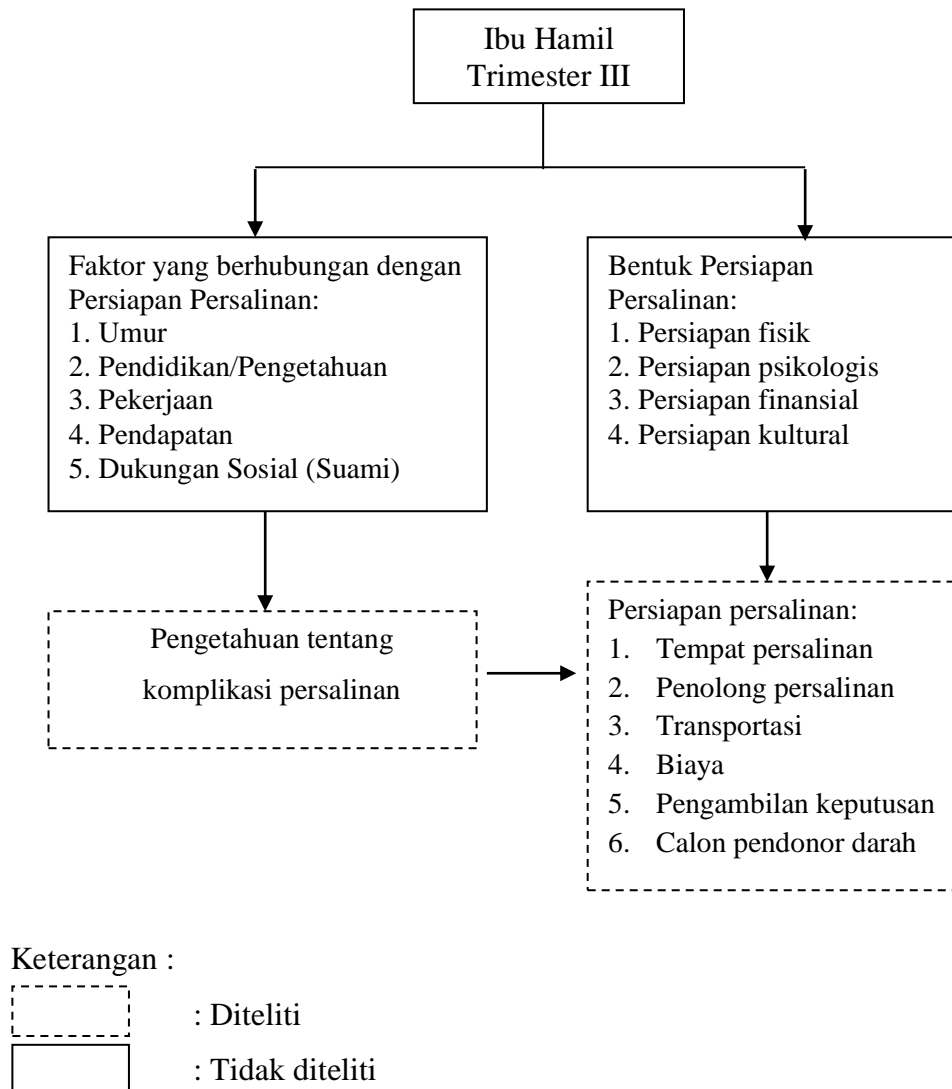 Ibu Hamil
Trimester III
Faktor yang berhubungan dengan
Persiapan Persalinan:
1. Umur
2. Pendidikan/Pengetahuan
3. Pekerjaan
4. Pendapatan
5. Dukungan Sosial (Suami)
Bentuk Persiapan
Persalinan:
1. Persiapan fisik
2. Persiapan psikologis
3. Persiapan finansial
4. Persiapan kultural
Pengetahuan tentang
komplikasi persalinan
Persiapan persalinan:
1. Tempat persalinan
2. Penolong persalinan
3. Transportasi
4. Biaya
5. Pengambilan keputusan
6. Calon pendonor darah
Keterangan :
: Diteliti
: Tidak diteliti